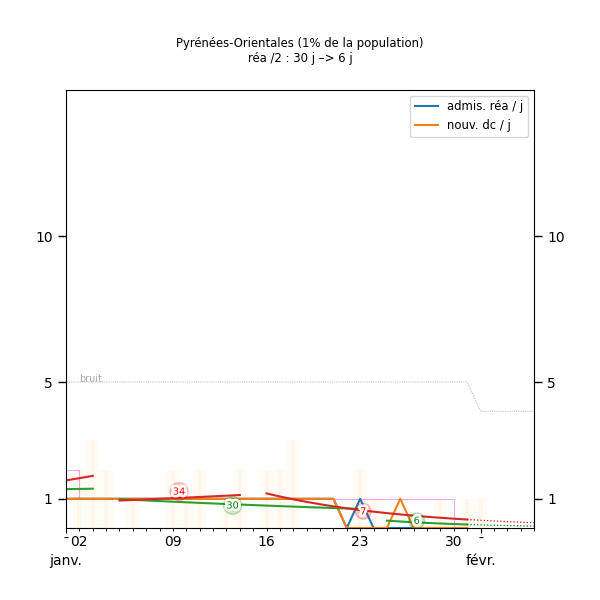 Pyrénées-Orientales (1% de la population)
réa /2 : 30 j –> 6 j
admis. réa / j
nouv. dc / j
10
10
bruit
5
5
34
30
7
6
1
1
02
09
16
23
30
janv.
févr.